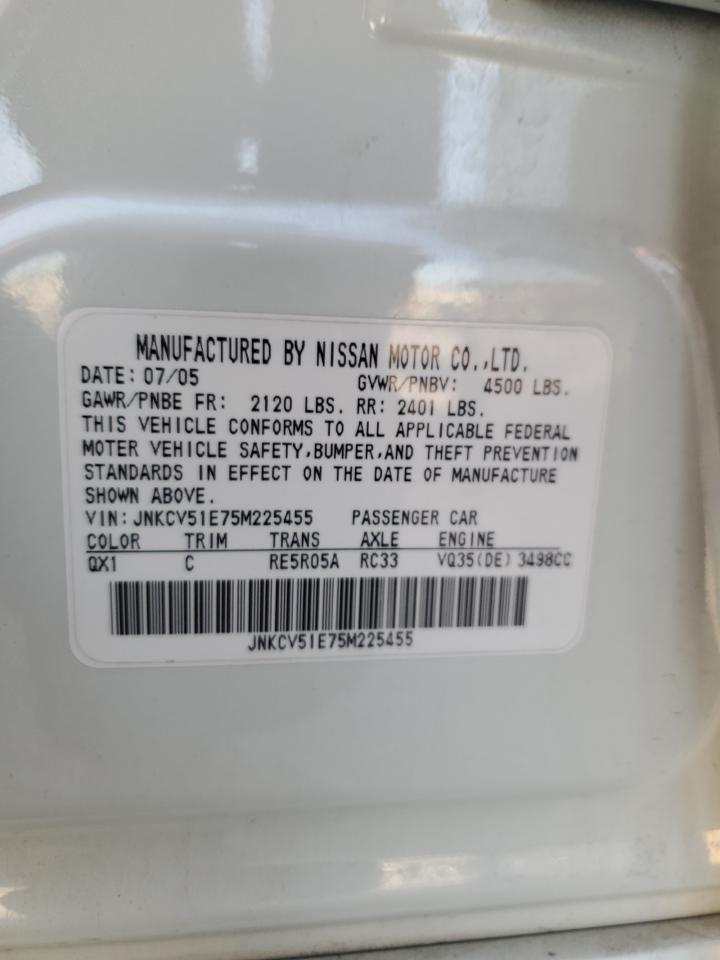 MANUFACTURED BY NISSAN MOTOR CO.,LTD.
DATE: 07/05 GVWR/PNBV: 4500 LBS.
GAWR/PNBE FR: 2120 LBS. RR: 2401 LBS.
THIS VEHICLE CONFORMS TO ALL APPLICABLE FEDERAL
MOTER VEHICLE SAFETY,BUMPER,AND THEFT PREVENTION
STANDARDS IN EFFECT ON THE DATE OF MANUFACTURE
SHOWN ABOVE.
VIN: JNKCV51E75M225455 PASSENGER CAR
COLOR TRIM TRANS AXLE ENGINE
QX1 C RE5R05A RC33 VQ35(DE) 3498CC
JNKCV51E75M225455